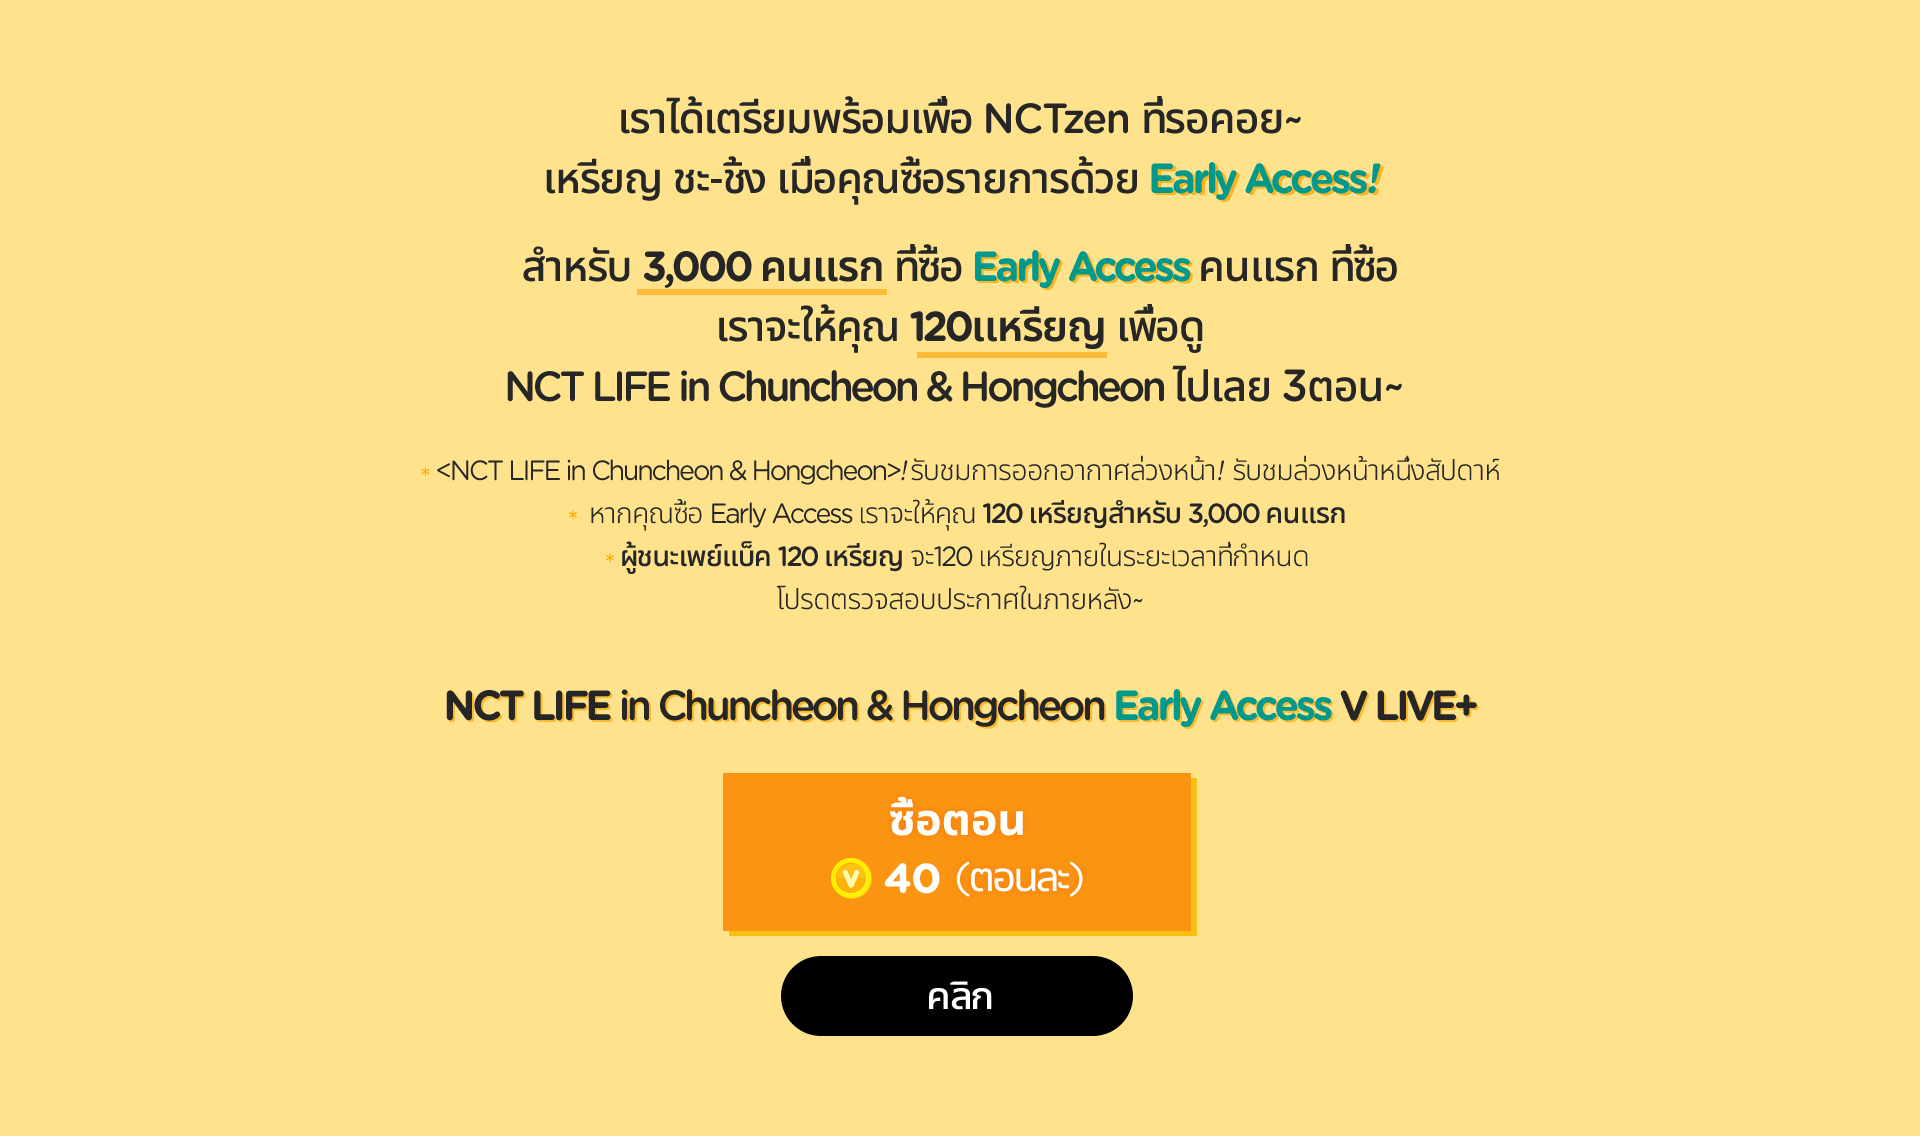 เราได้เตรียมพร้อมเพื่อ NCTzen ที่รอคอย~
เหรียญ ชะ-ชิ้ง เมื่อคุณซื้อรายการด้วย Early Access!
สำหรับ 3,000 คนแรก ที่ซื้อ Early Access คนแรก ที่ซื้อ
เราจะให้คุณ 120แหรียญ เพื่อดู
NCT LIFE in Chuncheon & Hongcheon ไปเลย 3ตอน~
* <NCT LIFE in Chuncheon & Hongcheon>! รับชมการออกอากาศล่วงหน้า! รับชมล่วงหน้าหนึ่งสัปดาห์
* หากคุณซื้อ Early Access เราจะให้คุณ 120 เหรียญสำหรับ 3,000 คนแรก
* ผู้ชนะเพย์แบ็ค 120 เหรียญ จะ120 เหรียญภายในระยะเวลาที่กำหนด
โปรดตรวจสอบประกาศในภายหลัง~
NCT LIFE in Chuncheon & Hongcheon Early Access V LIVE+
ซื้อตอน
V 40 (ตอนละ)
คลิก